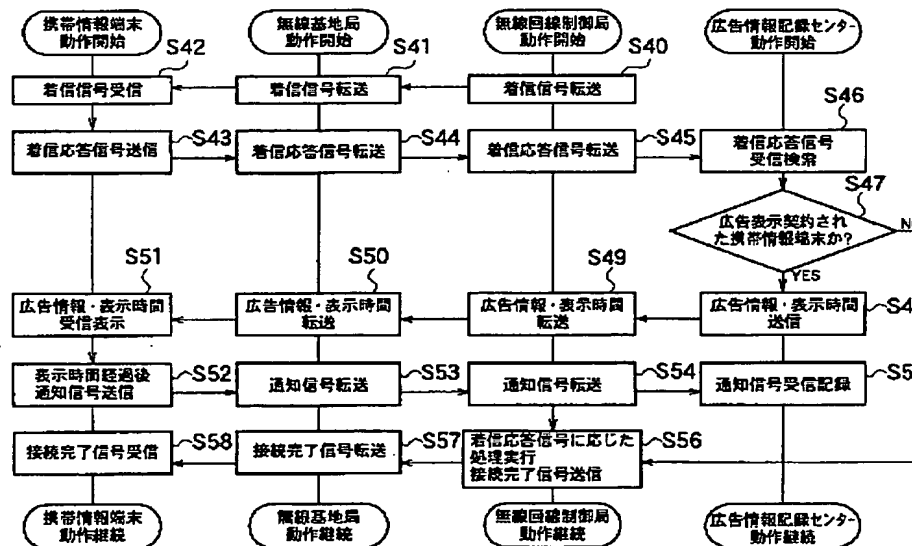 携帯情報端末
動作開始
無線基地局
動作開始
無線回線制御局
動作開始
広告情報記録センター
動作開始
S42
S41
S40
着信信号受信
着信信号転送
着信信号転送
S46
着信応答信号送信
S43
着信応答信号転送
S44
着信応答信号転送
S45
着信応答信号
受信検索
S47
広告表示契約され
た携帯情報端末か?
YES
S51
S50
S49
広告情報・表示時間
受信表示
広告情報・表示時間
転送
広告情報・表示時間
転送
広告情報・表示時間
送信
表示時間経過後
通知信号送信
S52
通知信号転送
S53
通知信号転送
S54
通知信号受信記録
接続完了信号受信
S58
接続完了信号転送
S57
着信応答信号に応じた
処理実行
接続完了信号送信
S56
携帯情報端末
動作継続
無線基地局
動作継続
無線回線制御局
動作継続
広告情報記録センター
動作継続